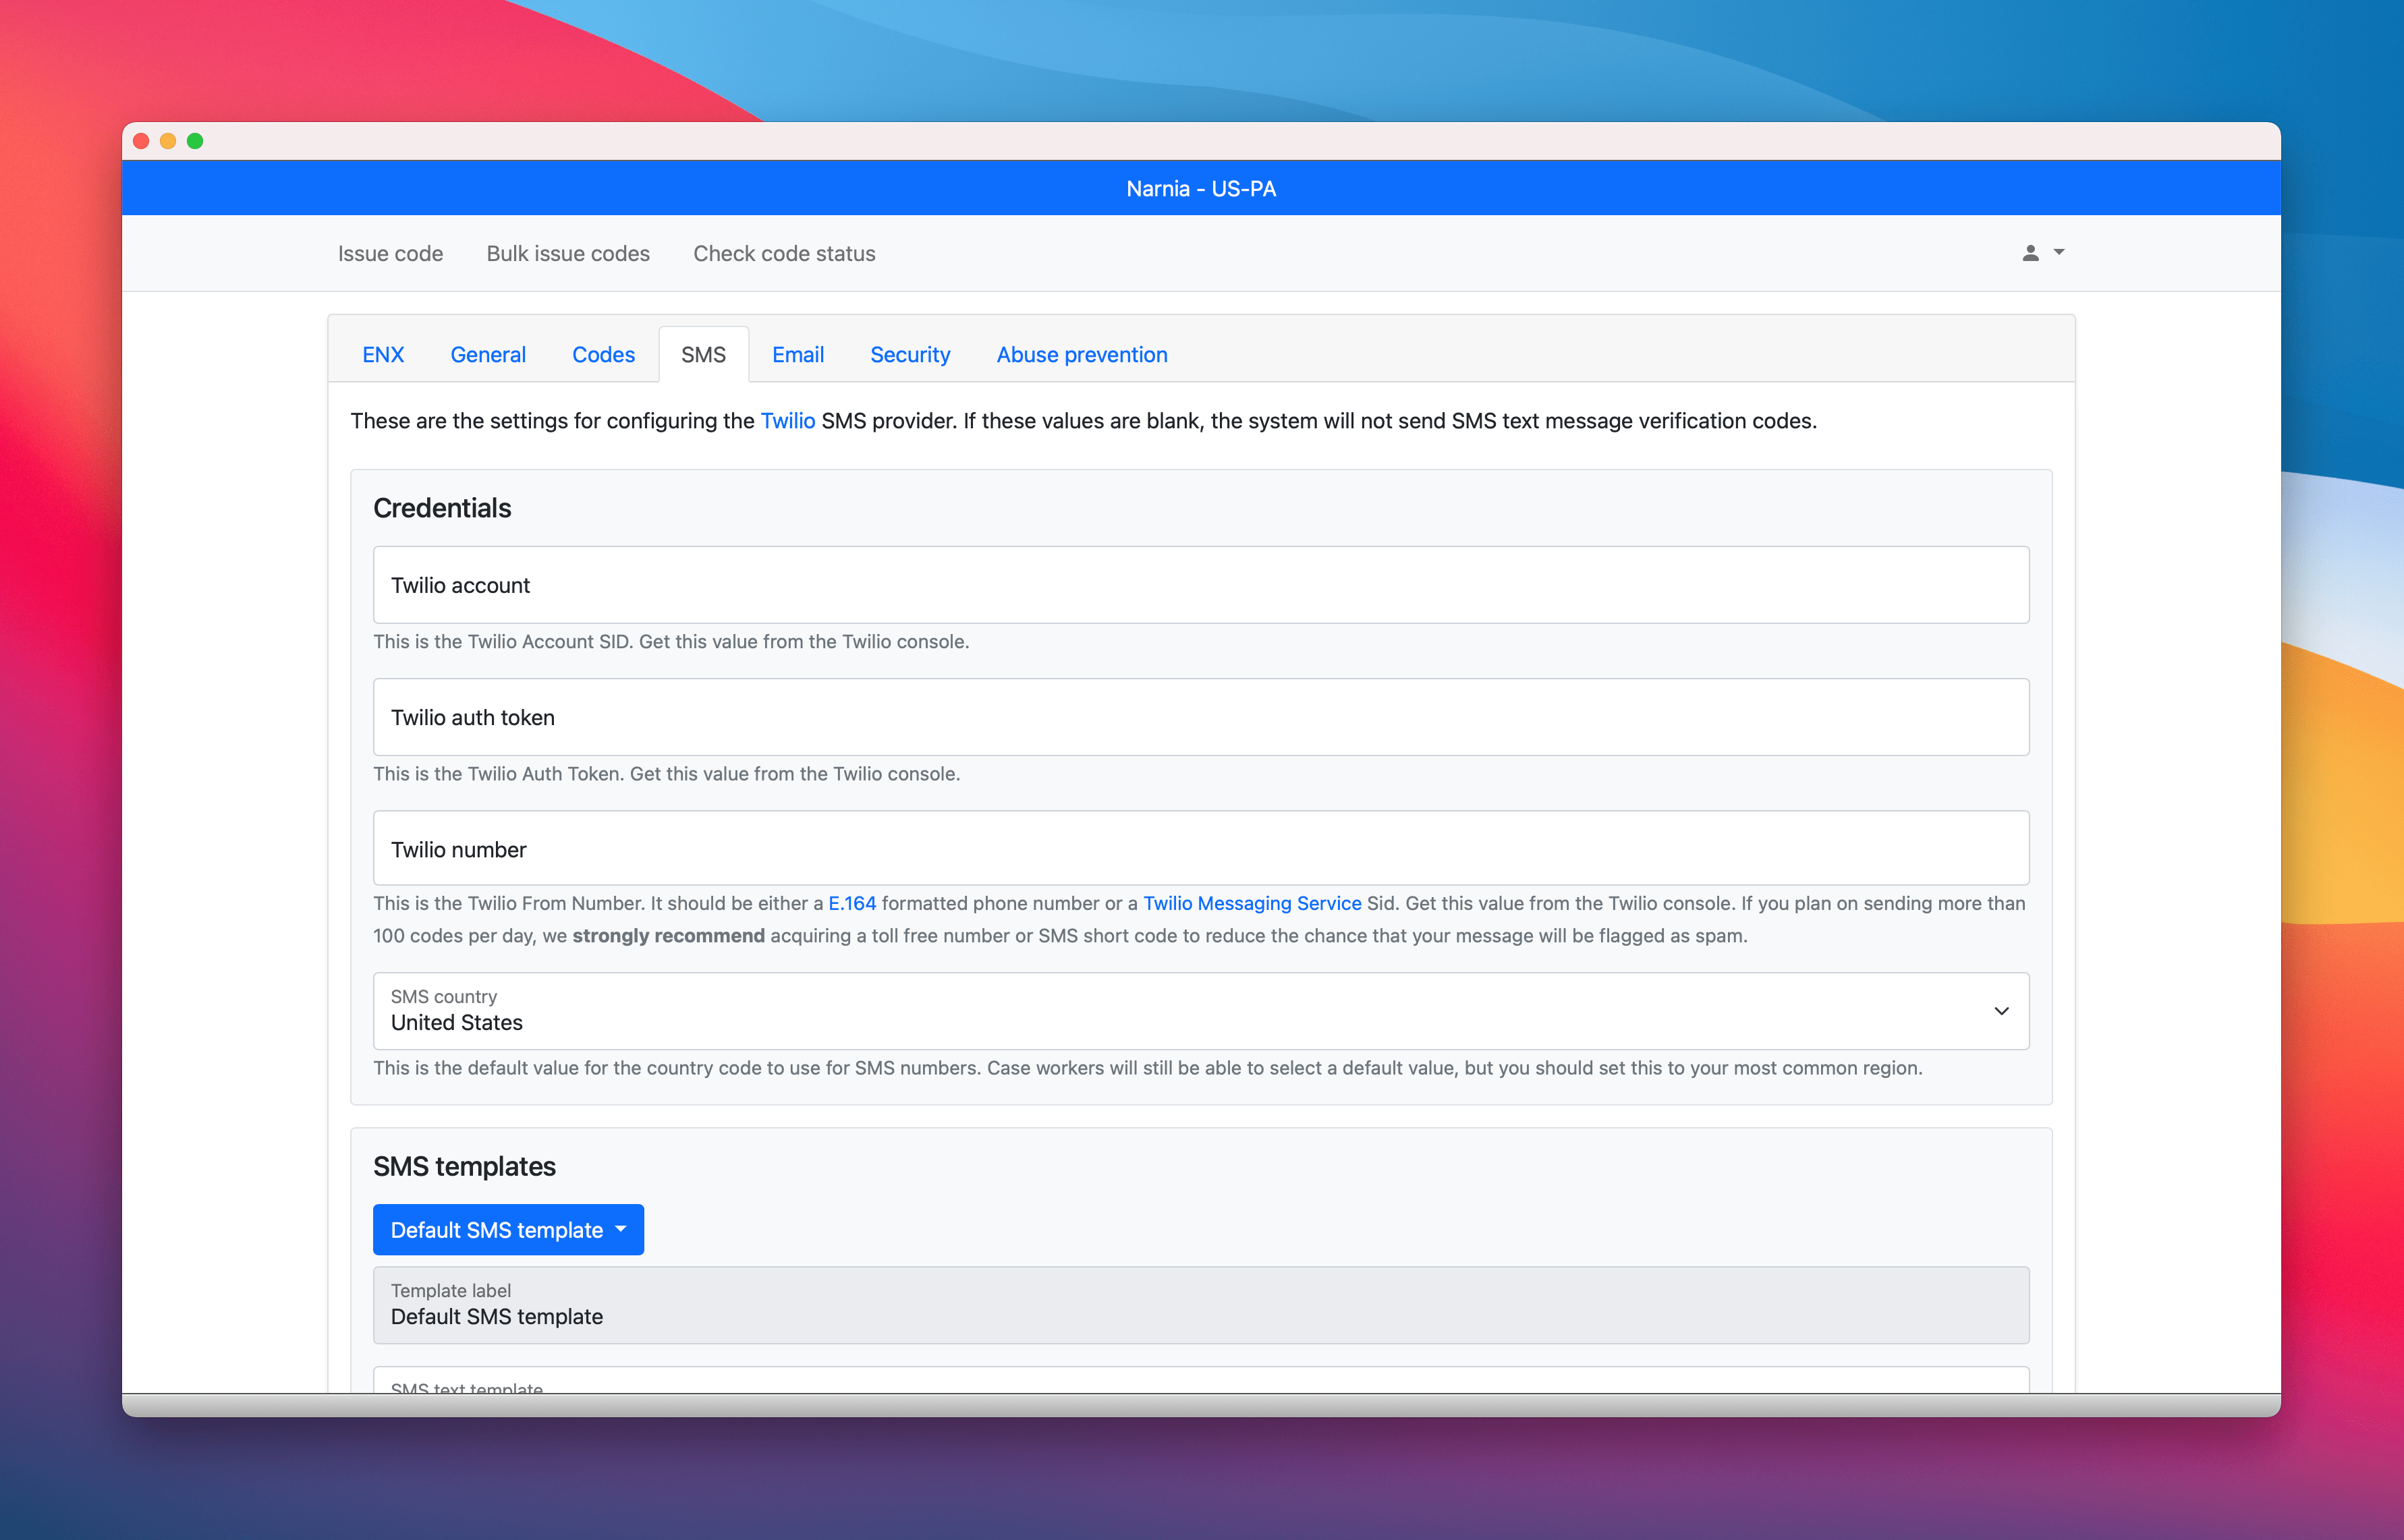 Narnia - US-PA
Issue code
Bulk issue codes
Check code status
ENX
General
Codes
SMS
Email
Security
Abuse prevention
These are the settings for configuring the Twilio SMS provider. If these values are blank, the system will not send SMS text message verification codes.
Credentials
Twilio account
This is the Twilio Account SID. Get this value from the Twilio console.
Twilio auth token
This is the Twilio Auth Token. Get this value from the Twilio console.
Twilio number
This is the Twilio From Number. It should be either a E.164 formatted phone number or a Twilio Messaging Service Sid. Get this value from the Twilio console. If you plan on sending more than
100 codes per day, we strongly recommend acquiring a toll free number or SMS short code to reduce the chance that your message will be flagged as spam.
SMS country
United States
This is the default value for the country code to use for SMS numbers. Case workers will still be able to select a default value, but you should set this to your most common region.
SMS templates
Default SMS template
Template label
Default SMS template
SMS text template